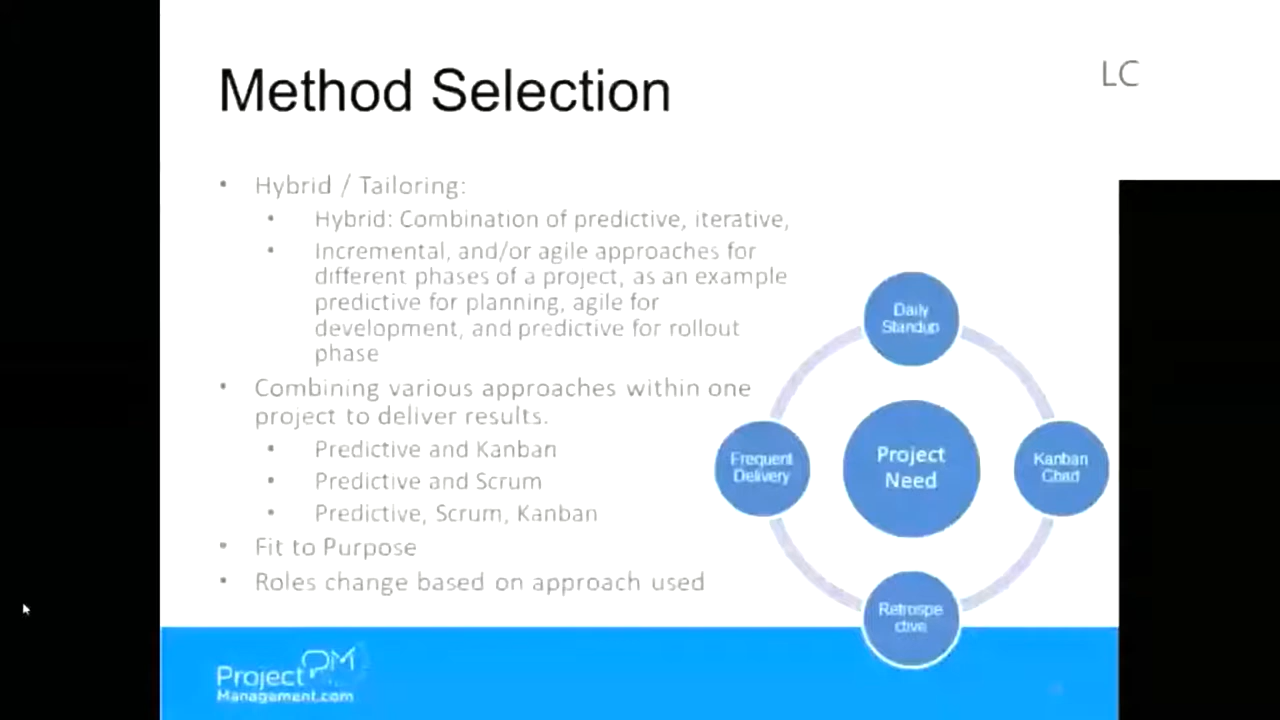 Method Selection
LC
Hybrid / Tailoring:
Hybrid: Combination of predictive, iterative,
Incremental, and/or agile approaches for
different phases of a project, as an example
predictive for planning, agile for
development, and predictive for rollout
phase
Combining various approaches within one
project to deliver results.
Predictive and Kanban
Predictive and Scrum
Predictive, Scrum, Kanban
Fit to Purpose
Roles change based on approach used
Daily
Standup
Frequent
Delivery
Project
Need
Kanban
Retrospe
ctive
Project PM
Management.com